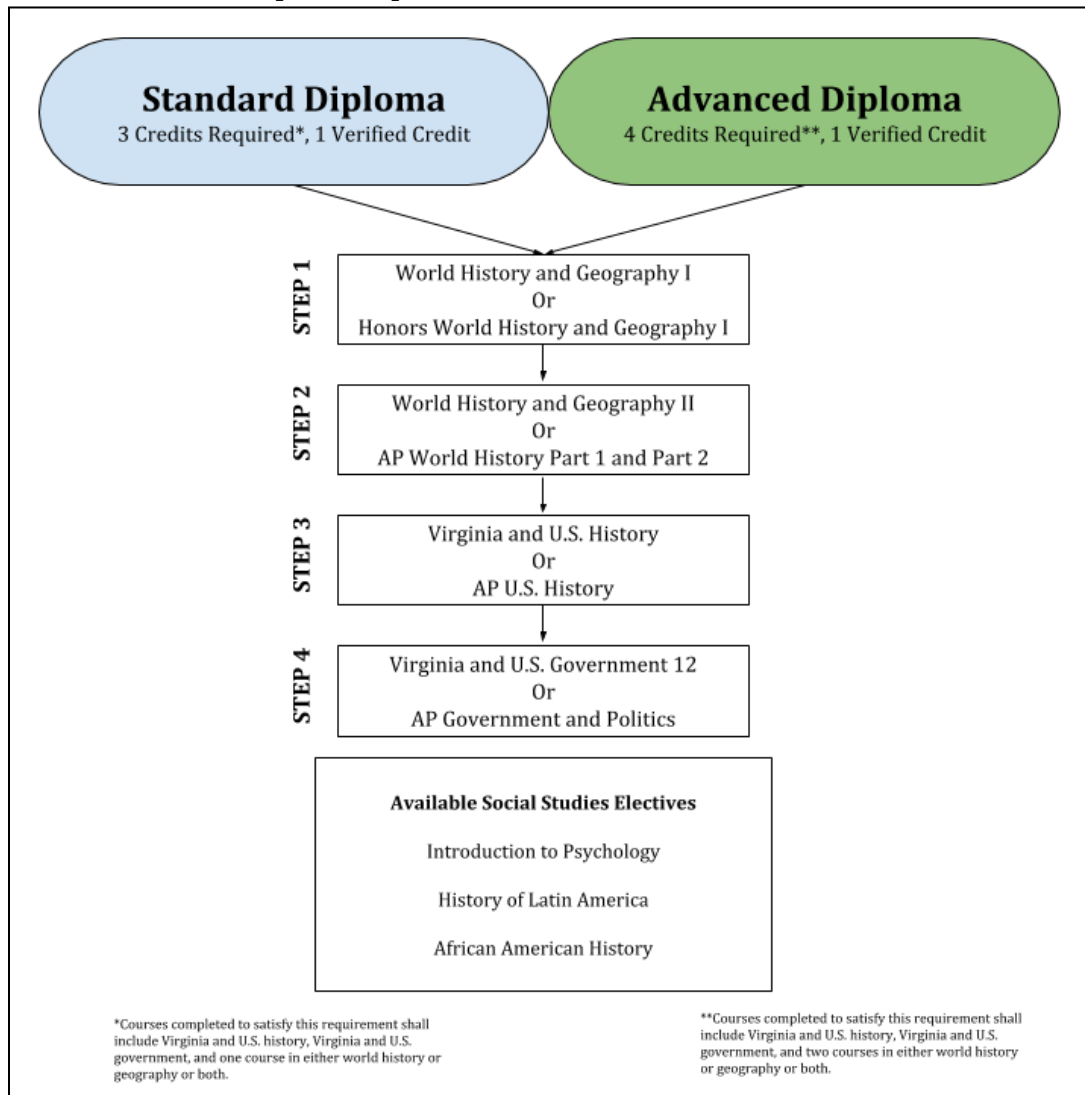 Standard Diploma
3 Credits Required*, 1 Verified Credit
Advanced Diploma
4 Credits Required**, 1 Verified Credit
STEP 1
World History and Geography I
Or
Honors World History and Geography I
STEP 2
World History and Geography II
Or
AP World History Part 1 and Part 2
STEP 3
Virginia and U.S. History
Or
AP U.S. History
STEP 4
Virginia and U.S. Government 12
Or
AP Government and Politics
Available Social Studies Electives
Introduction to Psychology
History of Latin America
African American History
*Courses completed to satisfy this requirement shall
include Virginia and U.S. history, Virginia and U.S.
government, and one course in either world history or
geography or both.
**Courses completed to satisfy this requirement shall
include Virginia and U.S. history, Virginia and U.S.
government, and two courses in either world history
or geography or both.